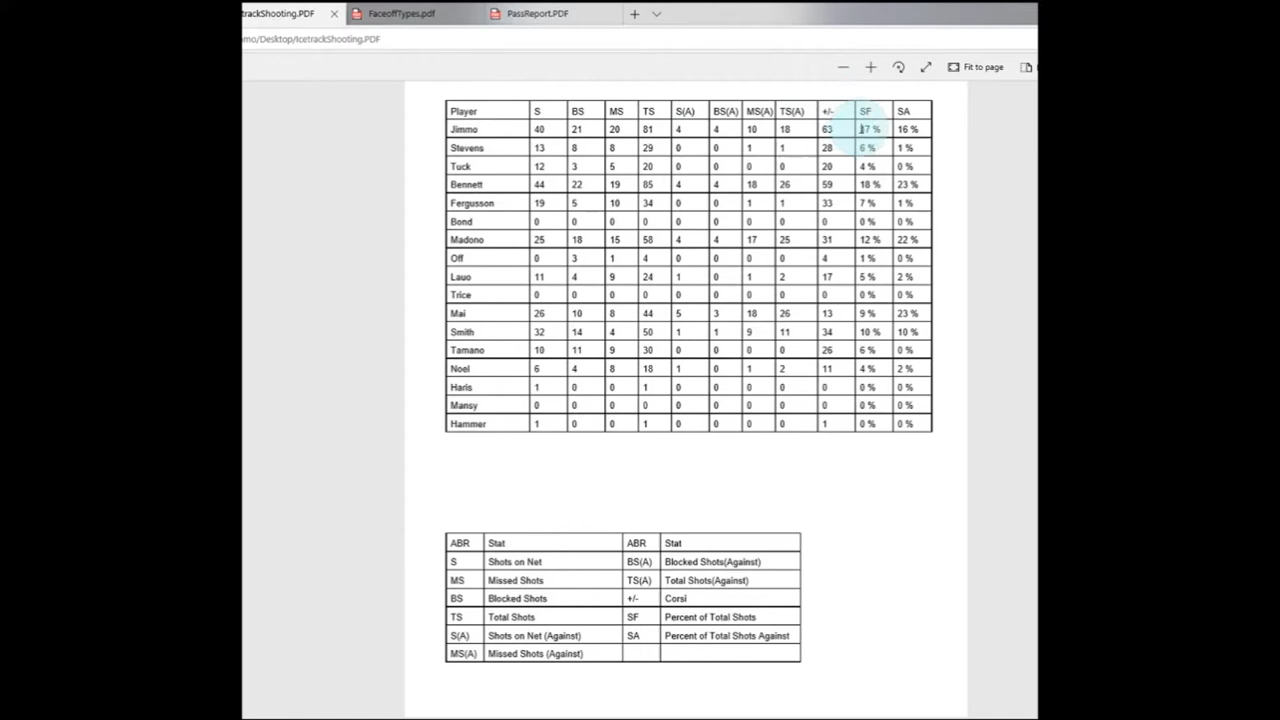 trackShooting.PDF FaceoffTypes.pdf PassReport.PDF
mo/Desktop/IcetrackShooting.PDF
Fit to page
Player S BS MS TS S(A) BS(A) MS(A) TS(A) +/- SF SA
Jimmo 40 21 20 81 4 4 10 18 63 17 % 16 %
Stevens 13 8 8 29 0 0 1 1 28 6 % 1 %
Tuck 12 3 5 20 0 0 0 0 20 4 % 0 %
Bennett 44 22 19 85 4 4 18 26 59 18 % 23 %
Fergusson 19 5 10 34 0 0 1 1 33 7 % 1 %
Bond 0 0 0 0 0 0 0 0 0 0 % 0 %
Madono 25 18 15 58 4 4 17 25 31 12 % 22 %
Off 0 3 1 4 0 0 0 0 4 1 % 0 %
Lauo 11 4 9 24 1 0 1 2 17 5 % 2 %
Trice 0 0 0 0 0 0 0 0 0 0 % 0 %
Mai 26 10 8 44 5 3 18 26 13 9 % 23 %
Smith 32 14 4 50 1 1 9 11 34 10 % 10 %
Tamano 10 11 9 30 0 0 0 0 26 6 % 0 %
Noel 6 4 8 18 1 0 1 2 11 4 % 2 %
Haris 1 0 0 1 0 0 0 0 0 0 % 0 %
Mansy 0 0 0 0 0 0 0 0 0 0 % 0 %
Hammer 1 0 0 1 0 0 0 0 1 0 % 0 %
ABR Stat ABR Stat
S Shots on Net BS(A) Blocked Shots(Against)
MS Missed Shots TS(A) Total Shots(Against)
BS Blocked Shots +/- Corsi
TS Total Shots SF Percent of Total Shots
S(A) Shots on Net (Against) SA Percent of Total Shots Against
MS(A) Missed Shots (Against)